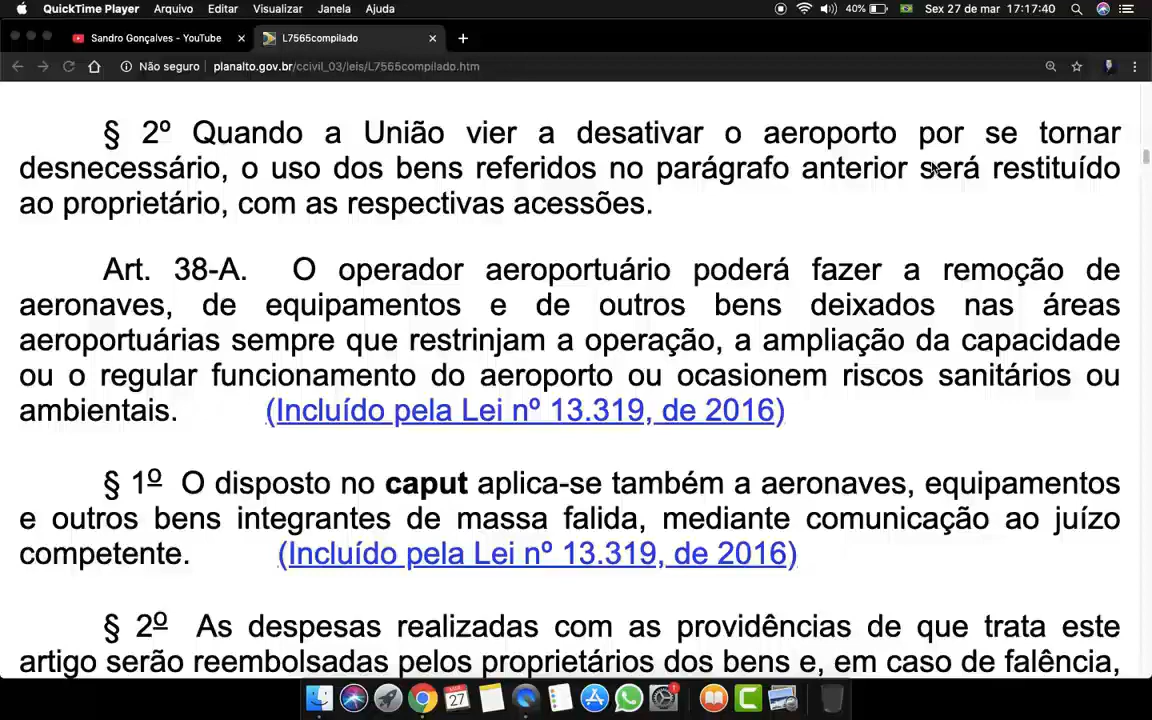 QuickTime Player Arquivo Editar Visualizar Janela Ajuda 40% Sex 27 de mar 17:17:40
Sandro Gonçalves - YouTube L7565compilado
Não seguro planalto.gov.br/ccivil_03/leis/L7565compilado.htm
§ 2º Quando a União vier a desativar o aeroporto por se tornar
desnecessário, o uso dos bens referidos no parágrafo anterior será restituído
ao proprietário, com as respectivas acessões.
Art. 38-A. O operador aeroportuário poderá fazer a remoção de
aeronaves, de equipamentos e de outros bens deixados nas áreas
aeroportuárias sempre que restrinjam a operação, a ampliação da capacidade
ou o regular funcionamento do aeroporto ou ocasionem riscos sanitários ou
ambientais. (Incluído pela Lei nº 13.319, de 2016)
§ 1º O disposto no caput aplica-se também a aeronaves, equipamentos
e outros bens integrantes de massa falida, mediante comunicação ao juízo
competente. (Incluído pela Lei nº 13.319, de 2016)
§ 2º As despesas realizadas com as providências de que trata este
artigo serão reembolsadas pelos proprietários dos bens e, em caso de falência,
27